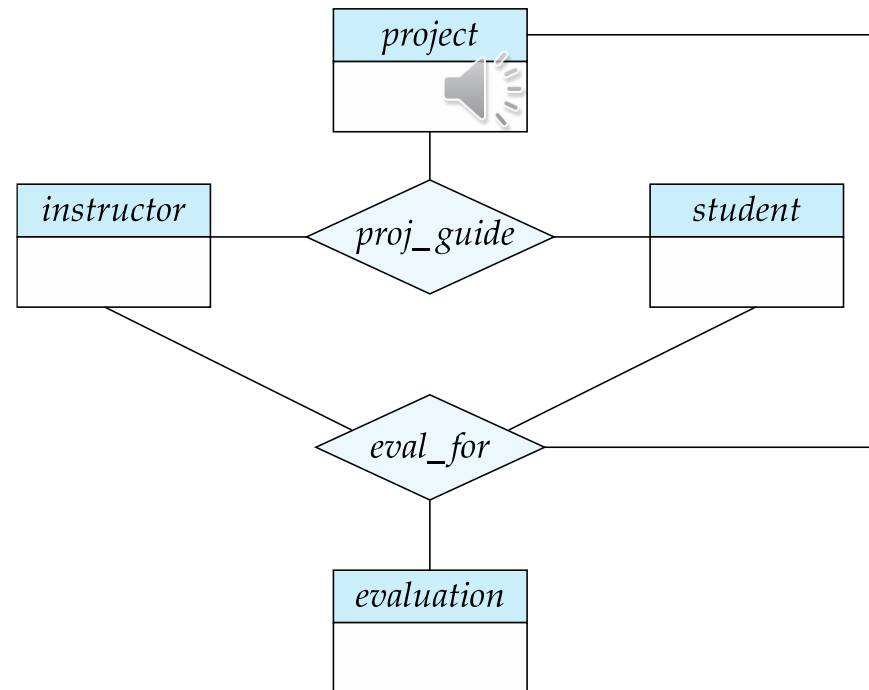 project
instructor
proj_guide
student
eval_for
evaluation